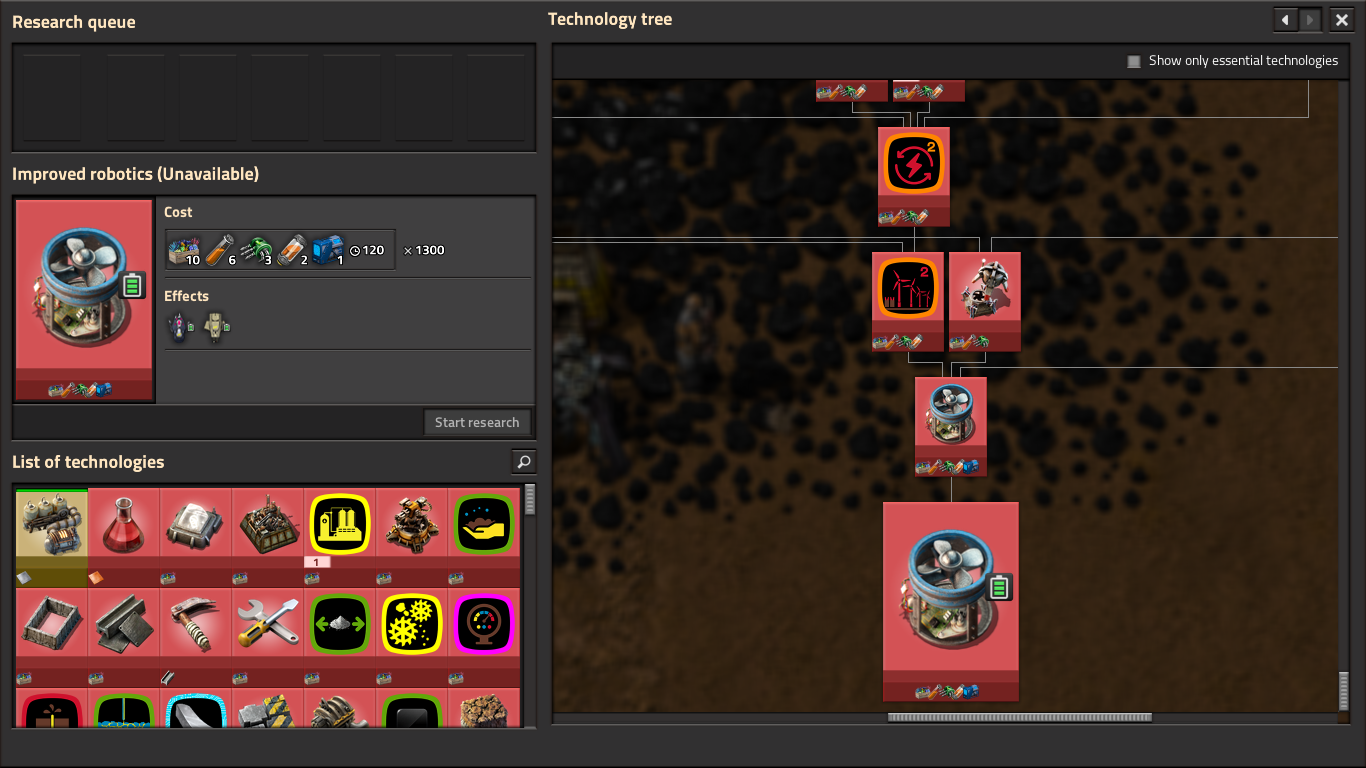 Research queue
Technology tree
Show only essential technologies
Improved robotics (Unavailable)
Cost
10 6 3 2 1 120 × 1300
Effects
Start research
List of technologies
1
2
2